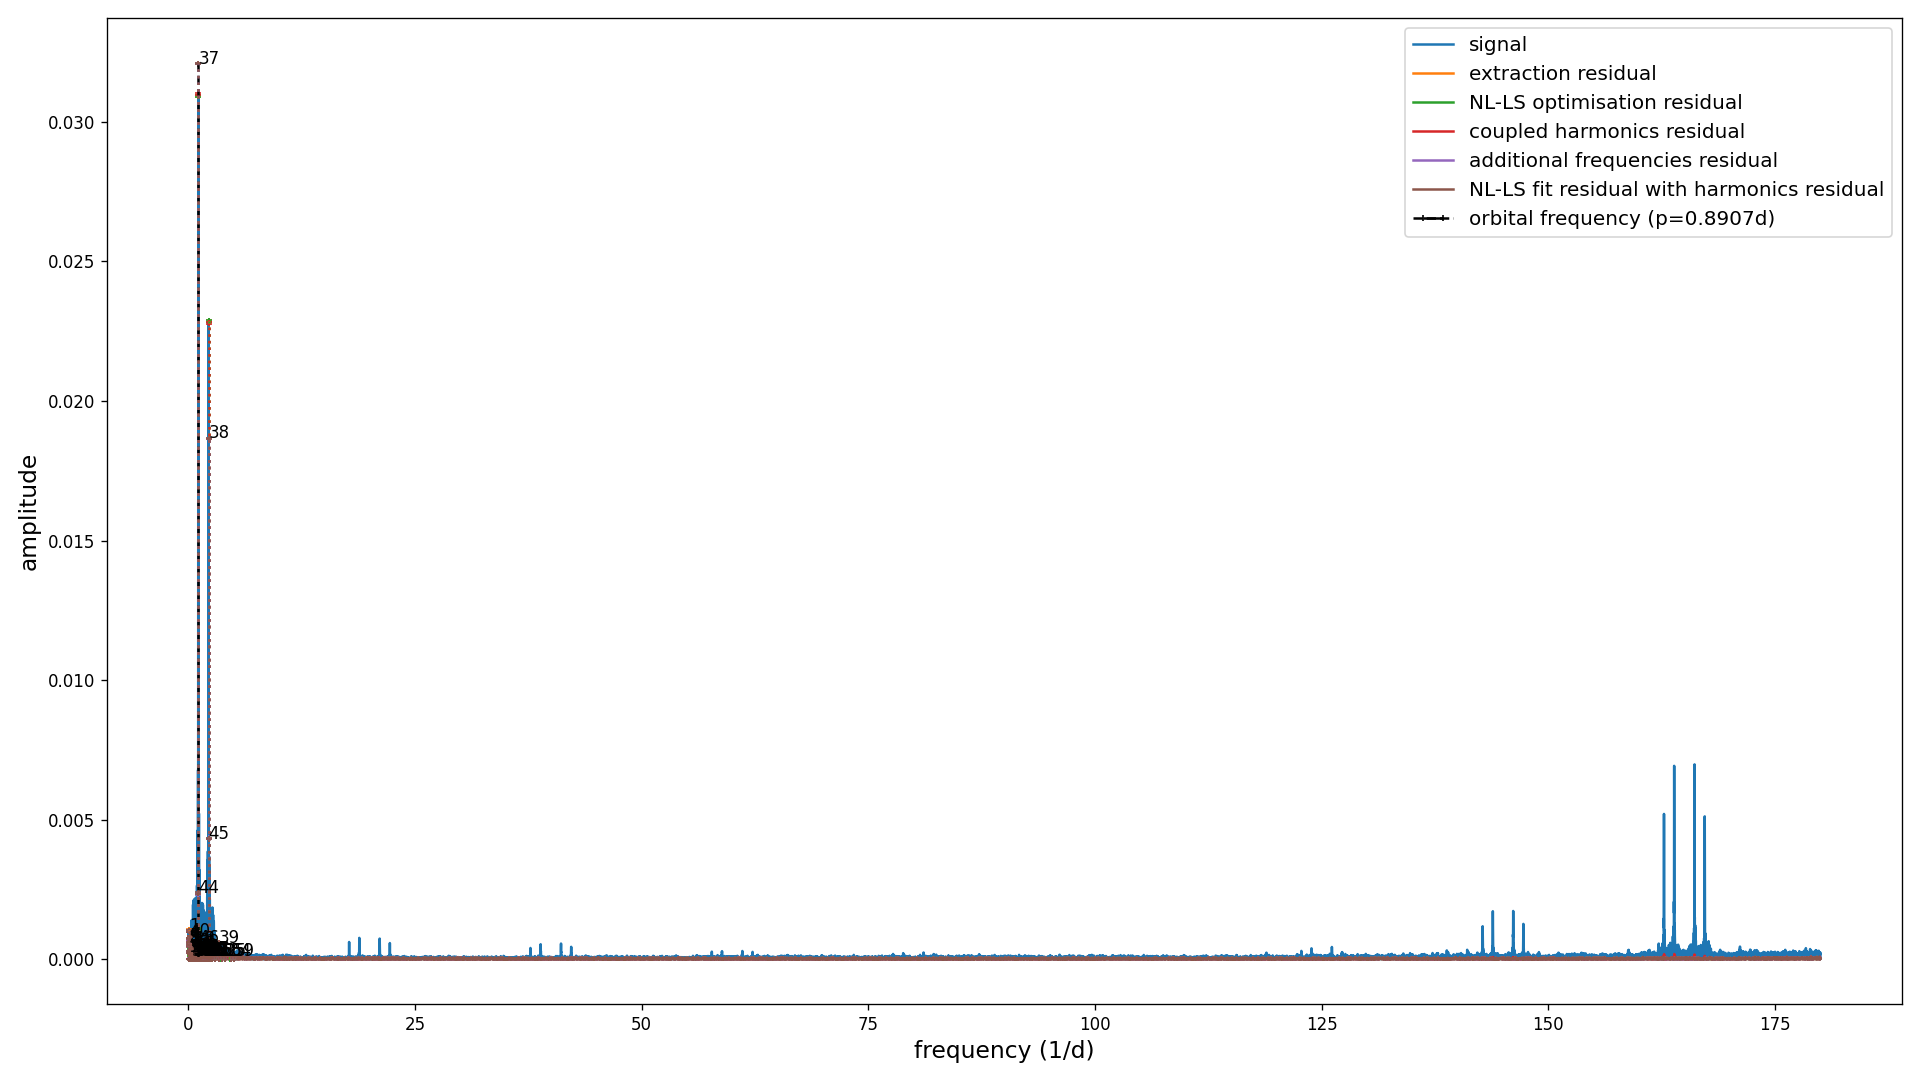 37
signal
extraction residual
NL-LS optimisation residual
coupled harmonics residual
additional frequencies residual
NL-LS fit residual with harmonics residual
orbital frequency (p=0.8907d)
38
45
44
39
0.030
0.025
0.020
0.015
0.010
0.005
0.000
amplitude
0
25
50
75
100
125
150
175
frequency (1/d)